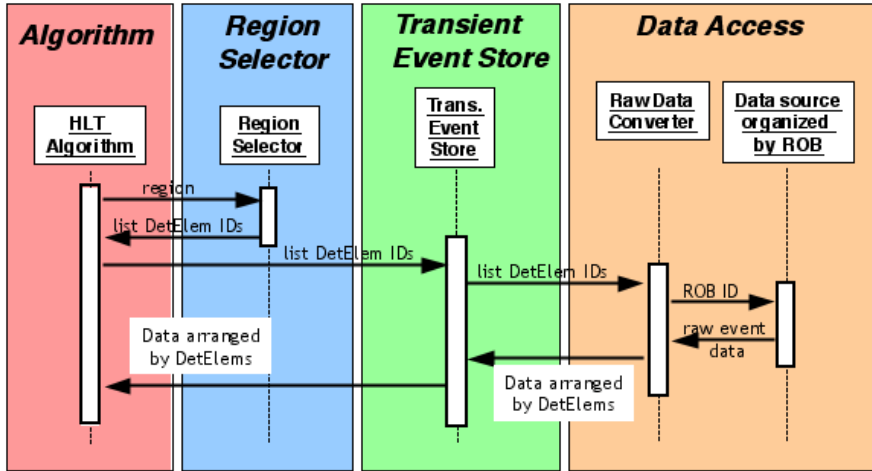 Algorithm
Region
Selector
Transient
Event Store
Data Access
HLT
Algorithm
Region
Selector
Trans.
Event
Store
Raw Data
Converter
Data source
organized
by ROB
region
list DetElem IDs
list DetElem IDs
list DetElem IDs
ROB ID
raw event
data
Data arranged
by DetElems
Data arranged
by DetElems